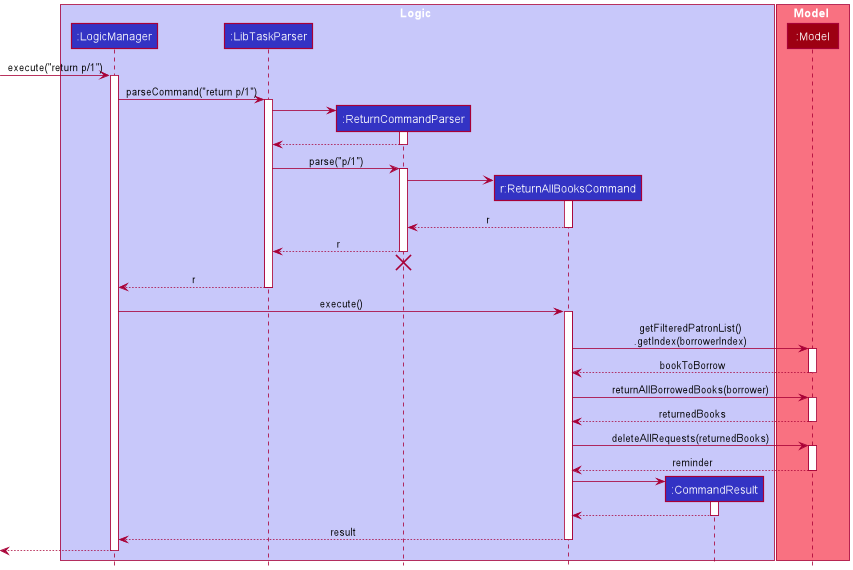 Logic
Model
:LogicManager
:LibTaskParser
:Model
execute("return p/1")
parseCommand("return p/1")
:ReturnCommandParser
parse("p/1")
r:ReturnAllBooksCommand
r
r
r
execute()
getFilteredPatronList()
.getIndex(borrowerIndex)
bookToBorrow
returnAllBorrowedBooks(borrower)
returnedBooks
deleteAllRequests(returnedBooks)
reminder
:CommandResult
result